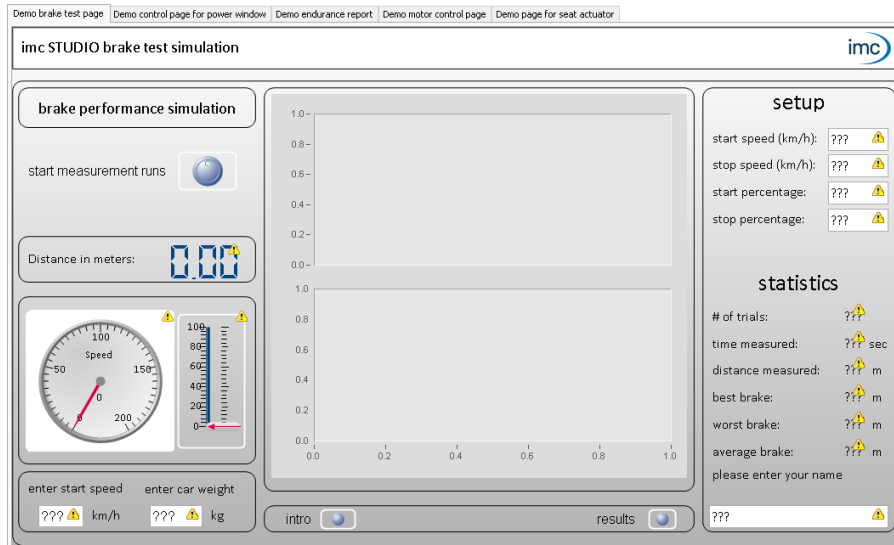 Demo brake test page Demo control page for power window Demo endurance report Demo motor control page Demo page for seat actuator
imc STUDIO brake test simulation
imc
brake performance simulation
start measurement runs
Distance in meters: 0.00
100
50 Speed 150
0
0 200
100
80
60
40
20
0
enter start speed enter car weight
??? km/h ??? kg
1.0
0.8
0.6
0.4
0.2
0.0
1.0
0.8
0.6
0.4
0.2
0.0
0.0 0.2 0.4 0.6 0.8 1.0
intro results
setup
start speed (km/h): ???
stop speed (km/h): ???
start percentage: ???
stop percentage: ???
statistics
# of trials: ???
time measured: ??? sec
distance measured: ??? m
best brake: ??? m
worst brake: ??? m
average brake: ??? m
please enter your name
???